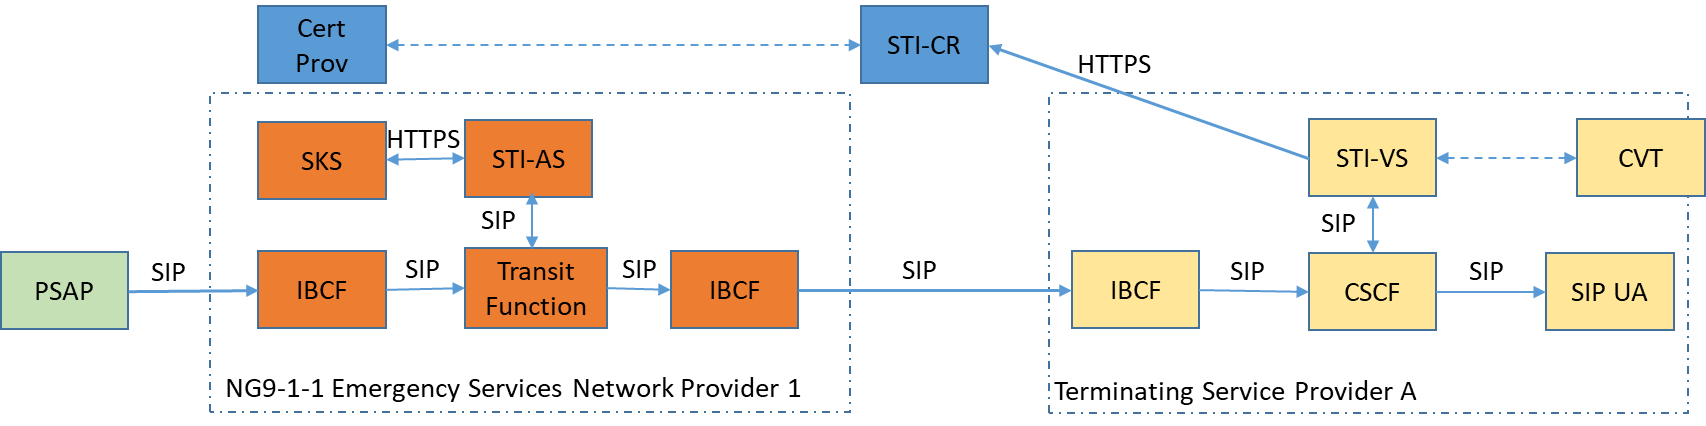 Cert
Prov
STI-CR
HTTPS
SKS
HTTPS
STI-AS
STI-VS
CVT
SIP
SIP
PSAP
SIP
IBCF
SIP
Transit
Function
SIP
IBCF
SIP
IBCF
SIP
CSCF
SIP
SIP UA
NG9-1-1 Emergency Services Network Provider 1
Terminating Service Provider A